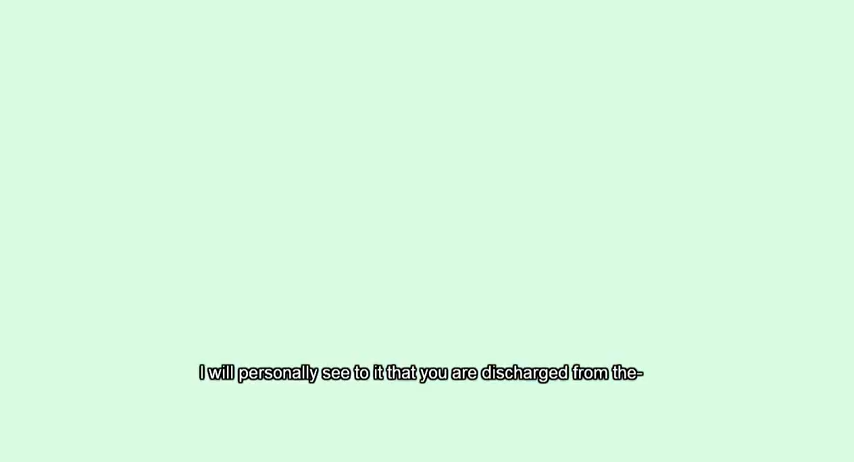 I will personally see to it that you are discharged from the-